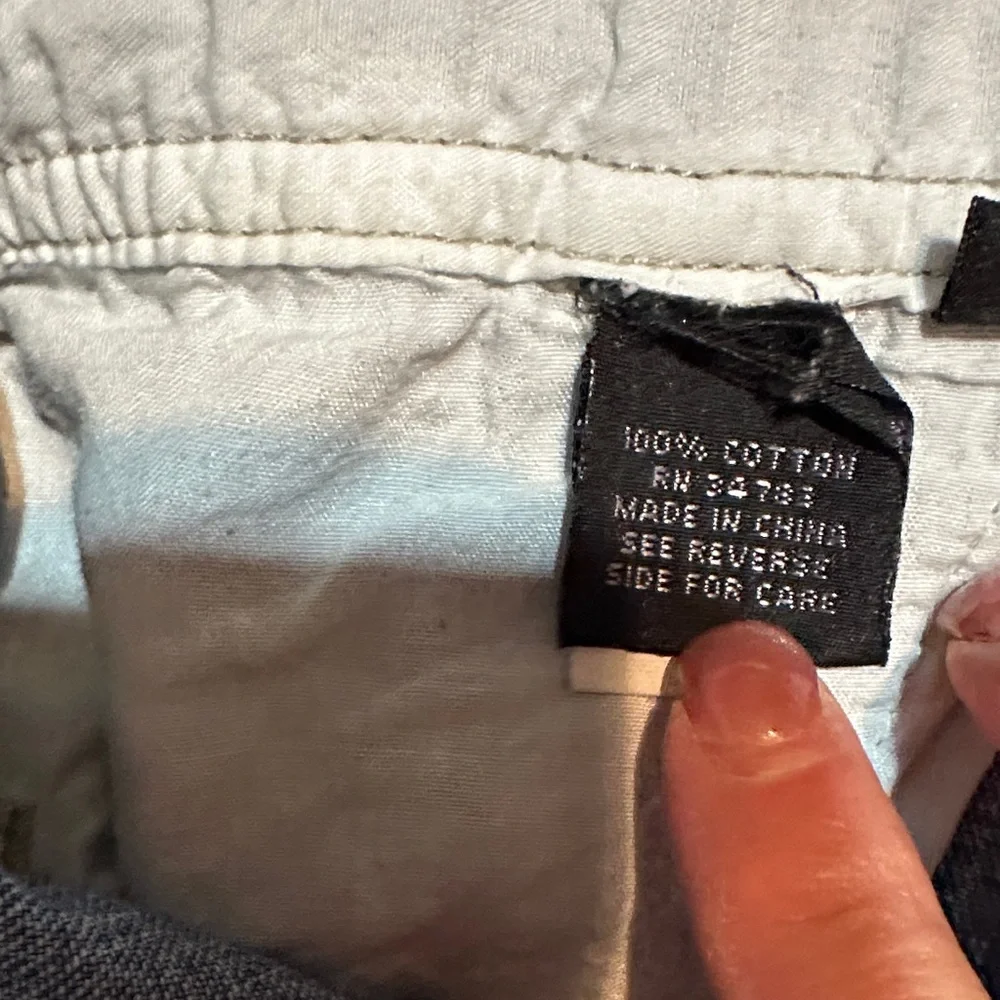 100% COTTON
RN 34783
MADE IN CHINA
SEE REVERSE
SIDE FOR CARE